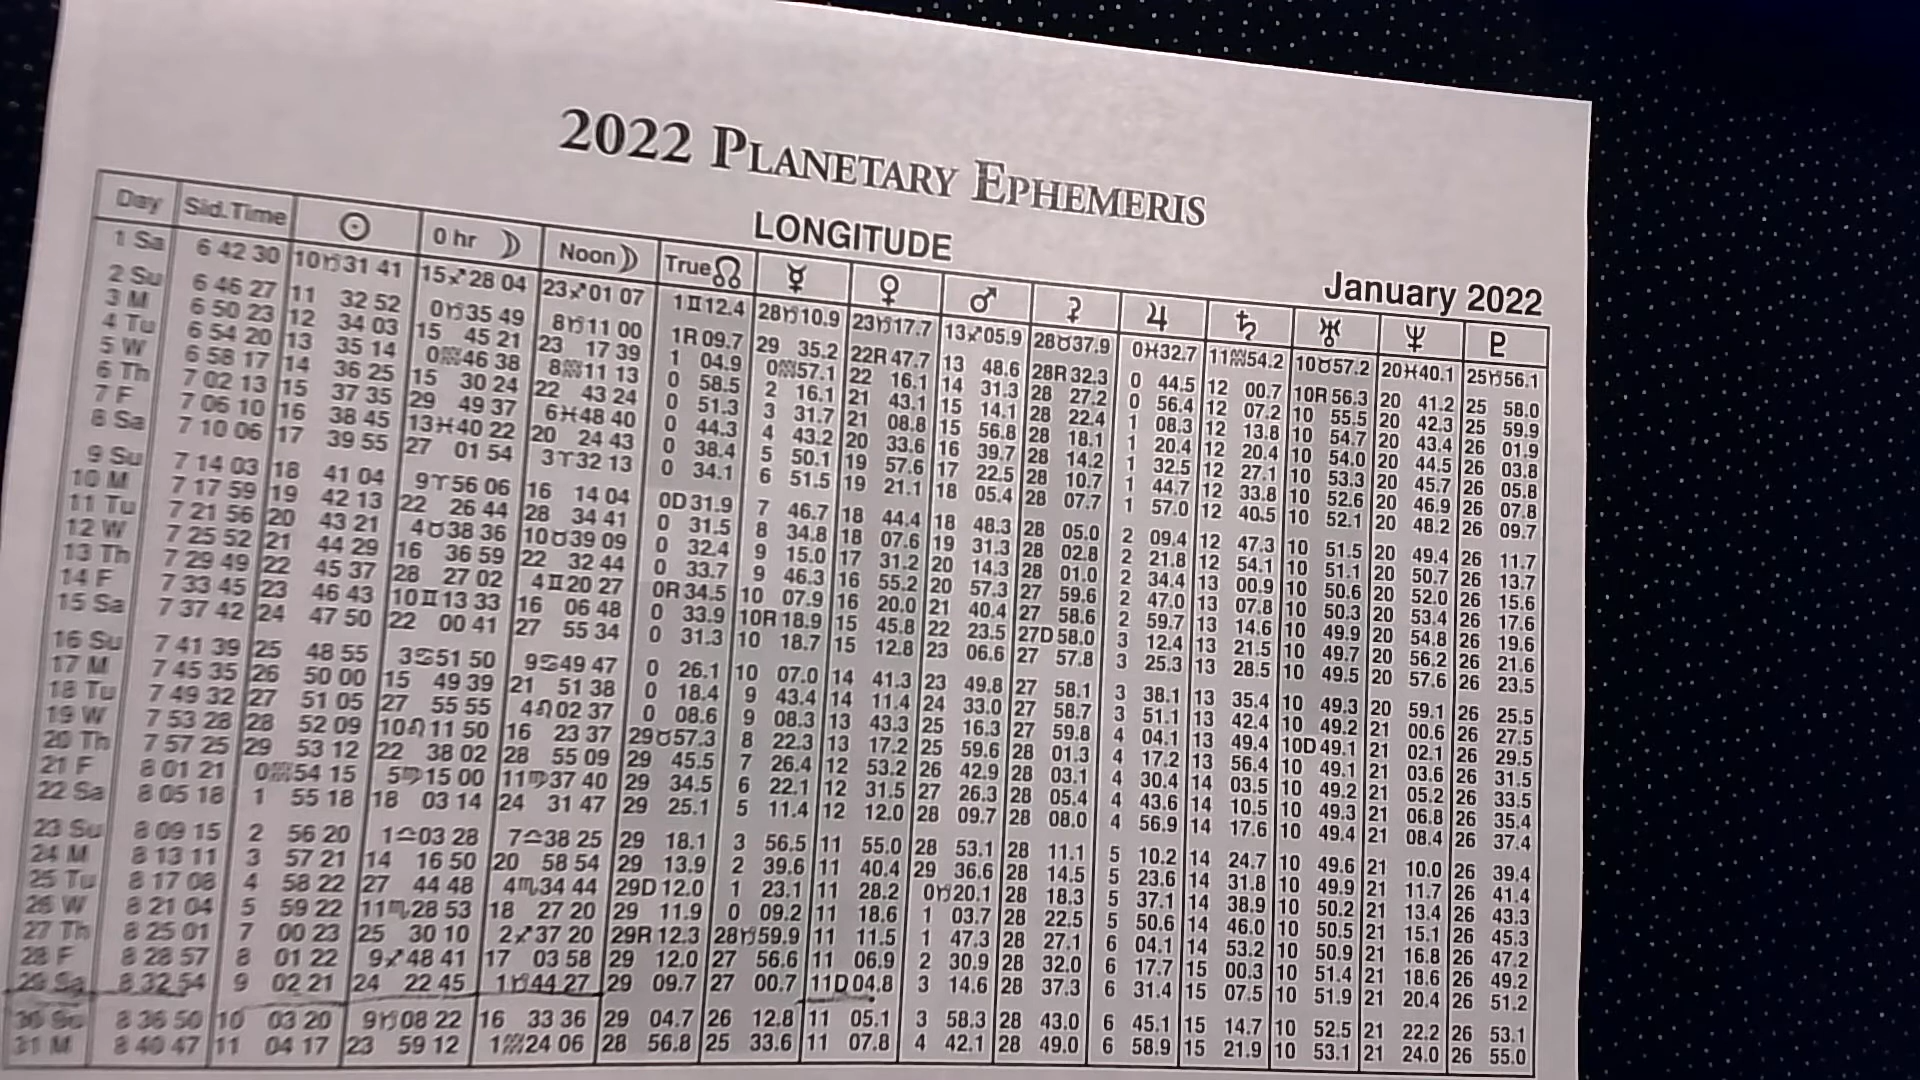 2022 PLANETARY EPHEMERIS
LONGITUDE
January 2022
Day Sid.Time ☉ 0 hr ☽ Noon ☽ True ☊ ☿ ♀ ♂ ⚳ ♃ ♄ ♅ ♆ ♇
1 Sa 6 42 30 10♑31 41 15♐28 04 23♐01 07 1♊12.4 28♑10.9 23♑17.7 13♐05.9 28♉37.9 0♓32.7 11♒54.2 10♉57.2 20♓40.1 25♑56.1
2 Su 6 46 27 11 32 52 0♑35 49 8♑11 00 1R 09.7 29 35.2 22R 47.7 13 48.6 28R 32.3 0 44.5 12 00.7 10R 56.3 20 41.2 25 58.0
3 M 6 50 23 12 34 03 15 45 21 23 17 39 1 04.9 0♒57.1 22 16.1 14 31.3 28 27.2 0 56.4 12 07.2 10 55.5 20 42.3 25 59.9
4 Tu 6 54 20 13 35 14 0♒46 38 8♒11 13 0 58.5 2 16.1 21 43.1 15 14.1 28 22.4 1 08.3 12 13.8 10 54.7 20 43.4 26 01.9
5 W 6 58 17 14 36 25 15 30 24 22 43 24 0 51.3 3 31.7 21 08.8 15 56.8 28 18.1 1 20.4 12 20.4 10 54.0 20 44.5 26 03.8
6 Th 7 02 13 15 37 35 29 49 37 6♓48 40 0 44.3 4 43.2 20 33.6 16 39.7 28 14.2 1 32.5 12 27.1 10 53.3 20 45.7 26 05.8
7 F 7 06 10 16 38 45 13♓40 22 20 24 43 0 38.4 5 50.1 19 57.6 17 22.5 28 10.7 1 44.7 12 33.8 10 52.6 20 46.9 26 07.8
8 Sa 7 10 06 17 39 55 27 01 54 3♈32 13 0 34.1 6 51.5 19 21.1 18 05.4 28 07.7 1 57.0 12 40.5 10 52.1 20 48.2 26 09.7
9 Su 7 14 03 18 41 04 9♈56 06 16 14 04 0D 31.9 7 46.7 18 44.4 18 48.3 28 05.0 2 09.4 12 47.3 10 51.5 20 49.4 26 11.7
10 M 7 17 59 19 42 13 22 26 44 28 34 41 0 31.5 8 34.8 18 07.6 19 31.3 28 02.8 2 21.8 12 54.1 10 51.1 20 50.7 26 13.7
11 Tu 7 21 56 20 43 21 4♉38 36 10♉39 09 0 32.4 9 15.0 17 31.2 20 14.3 28 01.0 2 34.4 13 00.9 10 50.6 20 52.0 26 15.6
12 W 7 25 52 21 44 29 16 36 59 22 32 44 0 33.7 9 46.3 16 55.2 20 57.3 27 59.6 2 47.0 13 07.8 10 50.3 20 53.4 26 17.6
13 Th 7 29 49 22 45 37 28 27 02 4♊20 27 0R 34.5 10 07.9 16 20.0 21 40.4 27 58.6 2 59.7 13 14.6 10 49.9 20 54.8 26 19.6
14 F 7 33 45 23 46 43 10♊13 33 16 06 48 0 33.9 10R 18.9 15 45.8 22 23.5 27D 58.0 3 12.4 13 21.5 10 49.7 20 56.2 26 21.6
15 Sa 7 37 42 24 47 50 22 00 41 27 55 34 0 31.3 10 18.7 15 12.8 23 06.6 27 57.8 3 25.3 13 28.5 10 49.5 20 57.6 26 23.5
16 Su 7 41 39 25 48 55 3♋51 50 9♋49 47 0 26.1 10 07.0 14 41.3 23 49.8 27 58.1 3 38.1 13 35.4 10 49.3 20 59.1 26 25.5
17 M 7 45 35 26 50 00 15 49 39 21 51 38 0 18.4 9 43.4 14 11.4 24 33.0 27 58.7 3 51.1 13 42.4 10 49.2 21 00.6 26 27.5
18 Tu 7 49 32 27 51 05 27 55 55 4♌02 37 0 08.6 9 08.3 13 43.3 25 16.3 27 59.8 4 04.1 13 49.4 10D 49.1 21 02.1 26 29.5
19 W 7 53 28 28 52 09 10♌11 50 16 23 37 29♉57.3 8 22.3 13 17.2 25 59.6 28 01.3 4 17.2 13 56.4 10 49.1 21 03.6 26 31.5
20 Th 7 57 25 29 53 12 22 38 02 28 55 09 29 45.5 7 26.4 12 53.2 26 42.9 28 03.1 4 30.4 14 03.5 10 49.2 21 05.2 26 33.5
21 F 8 01 21 0♒54 15 5♍15 00 11♍37 40 29 34.5 6 22.1 12 31.5 27 26.3 28 05.4 4 43.6 14 10.5 10 49.3 21 06.8 26 35.4
22 Sa 8 05 18 1 55 18 18 03 14 24 31 47 29 25.1 5 11.4 12 12.0 28 09.7 28 08.0 4 56.9 14 17.6 10 49.4 21 08.4 26 37.4
23 Su 8 09 15 2 56 20 1♎03 28 7♎38 25 29 18.1 3 56.5 11 55.0 28 53.1 28 11.1 5 10.2 14 24.7 10 49.6 21 10.0 26 39.4
24 M 8 13 11 3 57 21 14 16 50 20 58 54 29 13.9 2 39.6 11 40.4 29 36.6 28 14.5 5 23.6 14 31.8 10 49.9 21 11.7 26 41.4
25 Tu 8 17 08 4 58 22 27 44 48 4♏34 44 29D 12.0 1 23.1 11 28.2 0♑20.1 28 18.3 5 37.1 14 38.9 10 50.2 21 13.4 26 43.3
26 W 8 21 04 5 59 22 11♏28 53 18 27 20 29 11.9 0 09.2 11 18.6 1 03.7 28 22.5 5 50.6 14 46.0 10 50.5 21 15.1 26 45.3
27 Th 8 25 01 7 00 23 25 30 10 2♐37 20 29R 12.3 28♑59.9 11 11.5 1 47.3 28 27.1 6 04.1 14 53.2 10 50.9 21 16.8 26 47.2
28 F 8 28 57 8 01 22 9♐48 41 17 03 58 29 12.0 27 56.6 11 06.9 2 30.9 28 32.0 6 17.7 15 00.3 10 51.4 21 18.6 26 49.2
29 Sa 8 32 54 9 02 21 24 22 45 1♑44 27 29 09.7 27 00.7 11D 04.8 3 14.6 28 37.3 6 31.4 15 07.5 10 51.9 21 20.4 26 51.2
30 Su 8 36 50 10 03 20 9♑08 22 16 33 36 29 04.7 26 12.8 11 05.1 3 58.3 28 43.0 6 45.1 15 14.7 10 52.5 21 22.2 26 53.1
31 M 8 40 47 11 04 17 23 59 12 1♒24 06 28 56.8 25 33.6 11 07.8 4 42.1 28 49.0 6 58.9 15 21.9 10 53.1 21 24.0 26 55.0